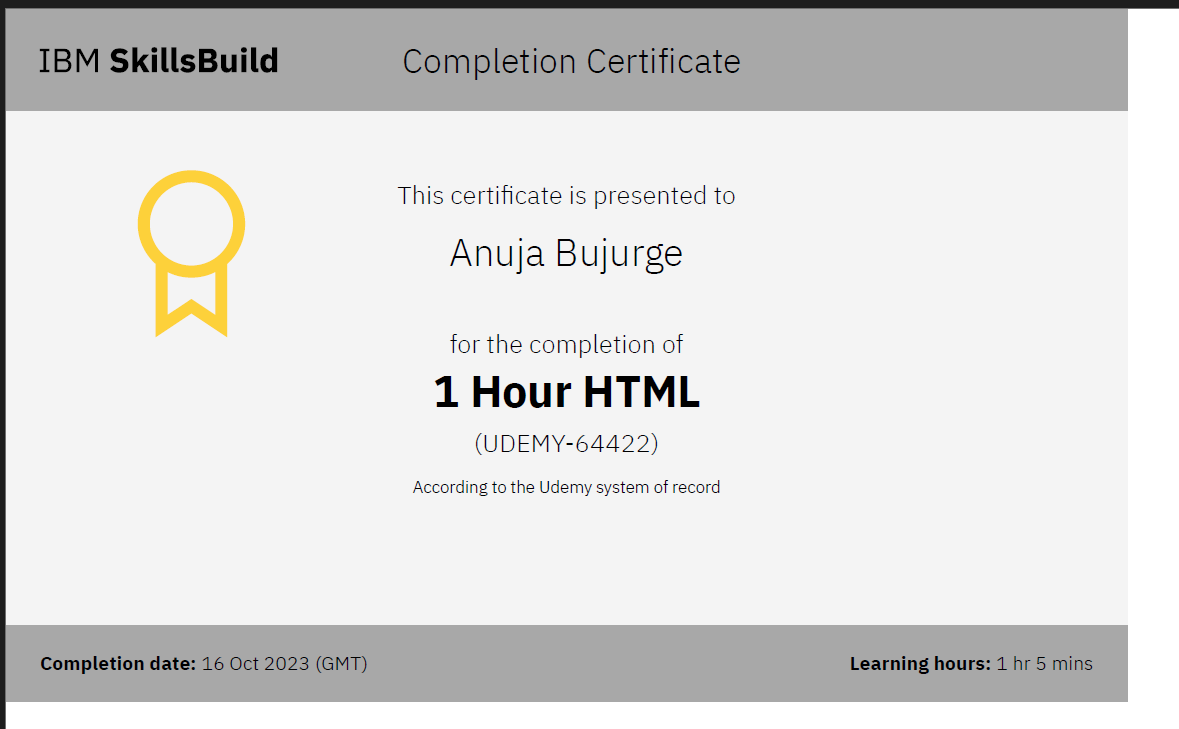 IBM SkillsBuild
Completion Certificate
This certificate is presented to
Anuja Bujurge
for the completion of
1 Hour HTML
(UDEMY-64422)
According to the Udemy system of record
Completion date: 16 Oct 2023 (GMT)
Learning hours: 1 hr 5 mins